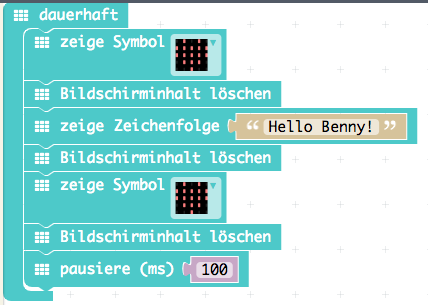 dauerhaft
zeige Symbol
Bildschirminhalt löschen
zeige Zeichenfolge “ Hello Benny! ”
Bildschirminhalt löschen
zeige Symbol
Bildschirminhalt löschen
pausiere (ms) 100